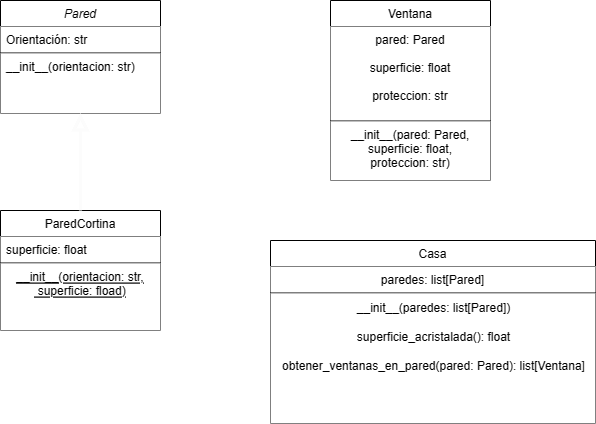 Pared
Orientación: str
__init__(orientacion: str)
Ventana
pared: Pared
superficie: float
proteccion: str
__init__(pared: Pared,
superficie: float,
proteccion: str)
ParedCortina
superficie: float
__init__(orientacion: str,
superficie: fload)
Casa
paredes: list[Pared]
__init__(paredes: list[Pared])
superficie_acristalada(): float
obtener_ventanas_en_pared(pared: Pared): list[Ventana]